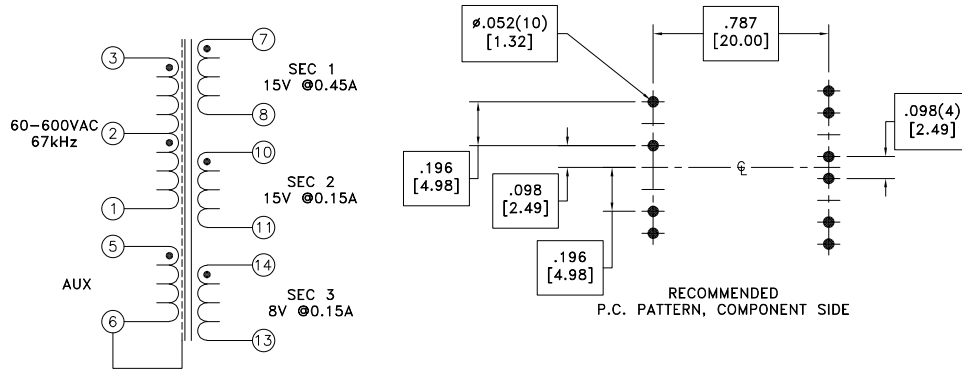 3
2
1
5
6
60-600VAC
67kHz
AUX
7
8
10
11
14
13
SEC 1
15V @0.45A
SEC 2
15V @0.15A
SEC 3
8V @0.15A
ø.052(10)
[1.32]
.787
[20.00]
.098(4)
[2.49]
.196
[4.98]
.098
[2.49]
.196
[4.98]
℄
RECOMMENDED
P.C. PATTERN, COMPONENT SIDE